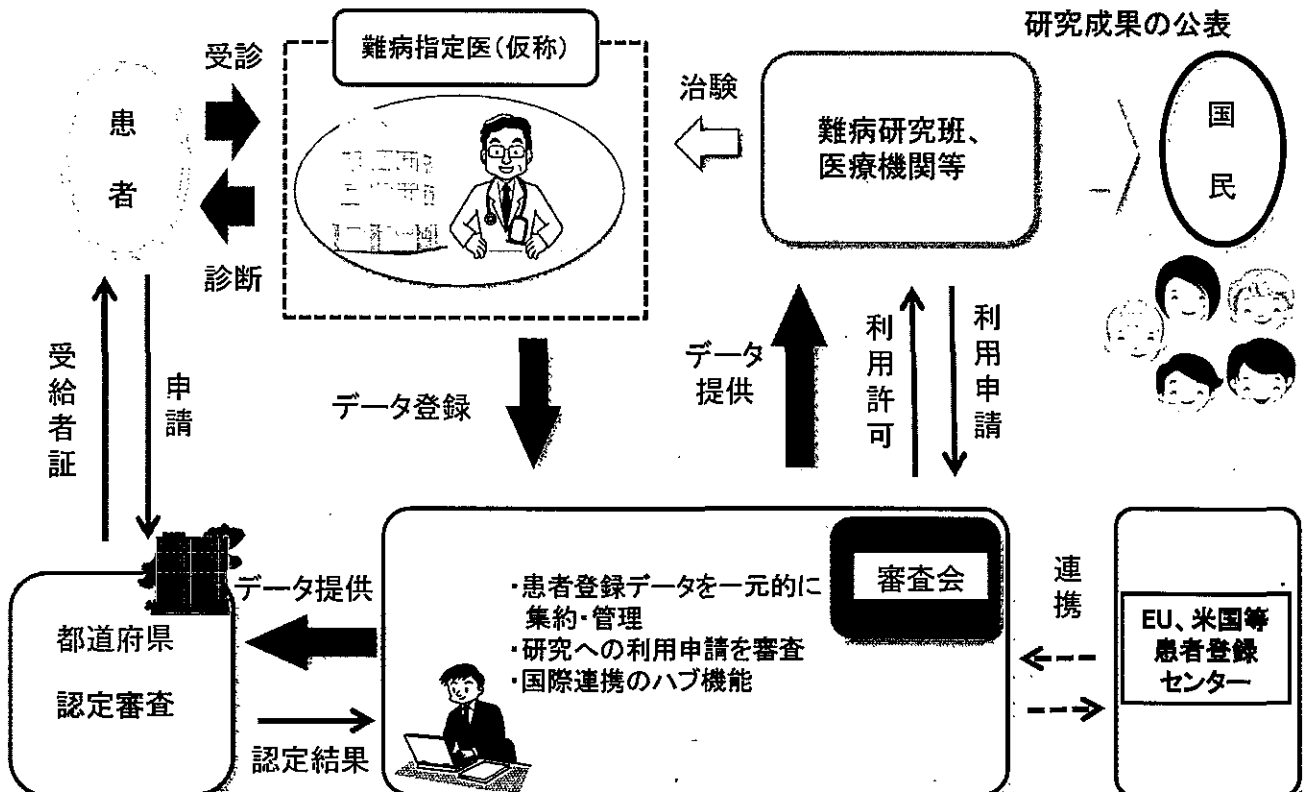 研究成果の公表
難病指定医(仮称)
受診
患者
診断
治験
難病研究班、
医療機関等
国民
受給者証
申請
データ登録
データ
提供
利用許可
利用申請
データ提供
都道府県
認定審査
認定結果
審査会
・患者登録データを一元的に
集約・管理
・研究への利用申請を審査
・国際連携のハブ機能
連携
EU、米国等
患者登録
センター